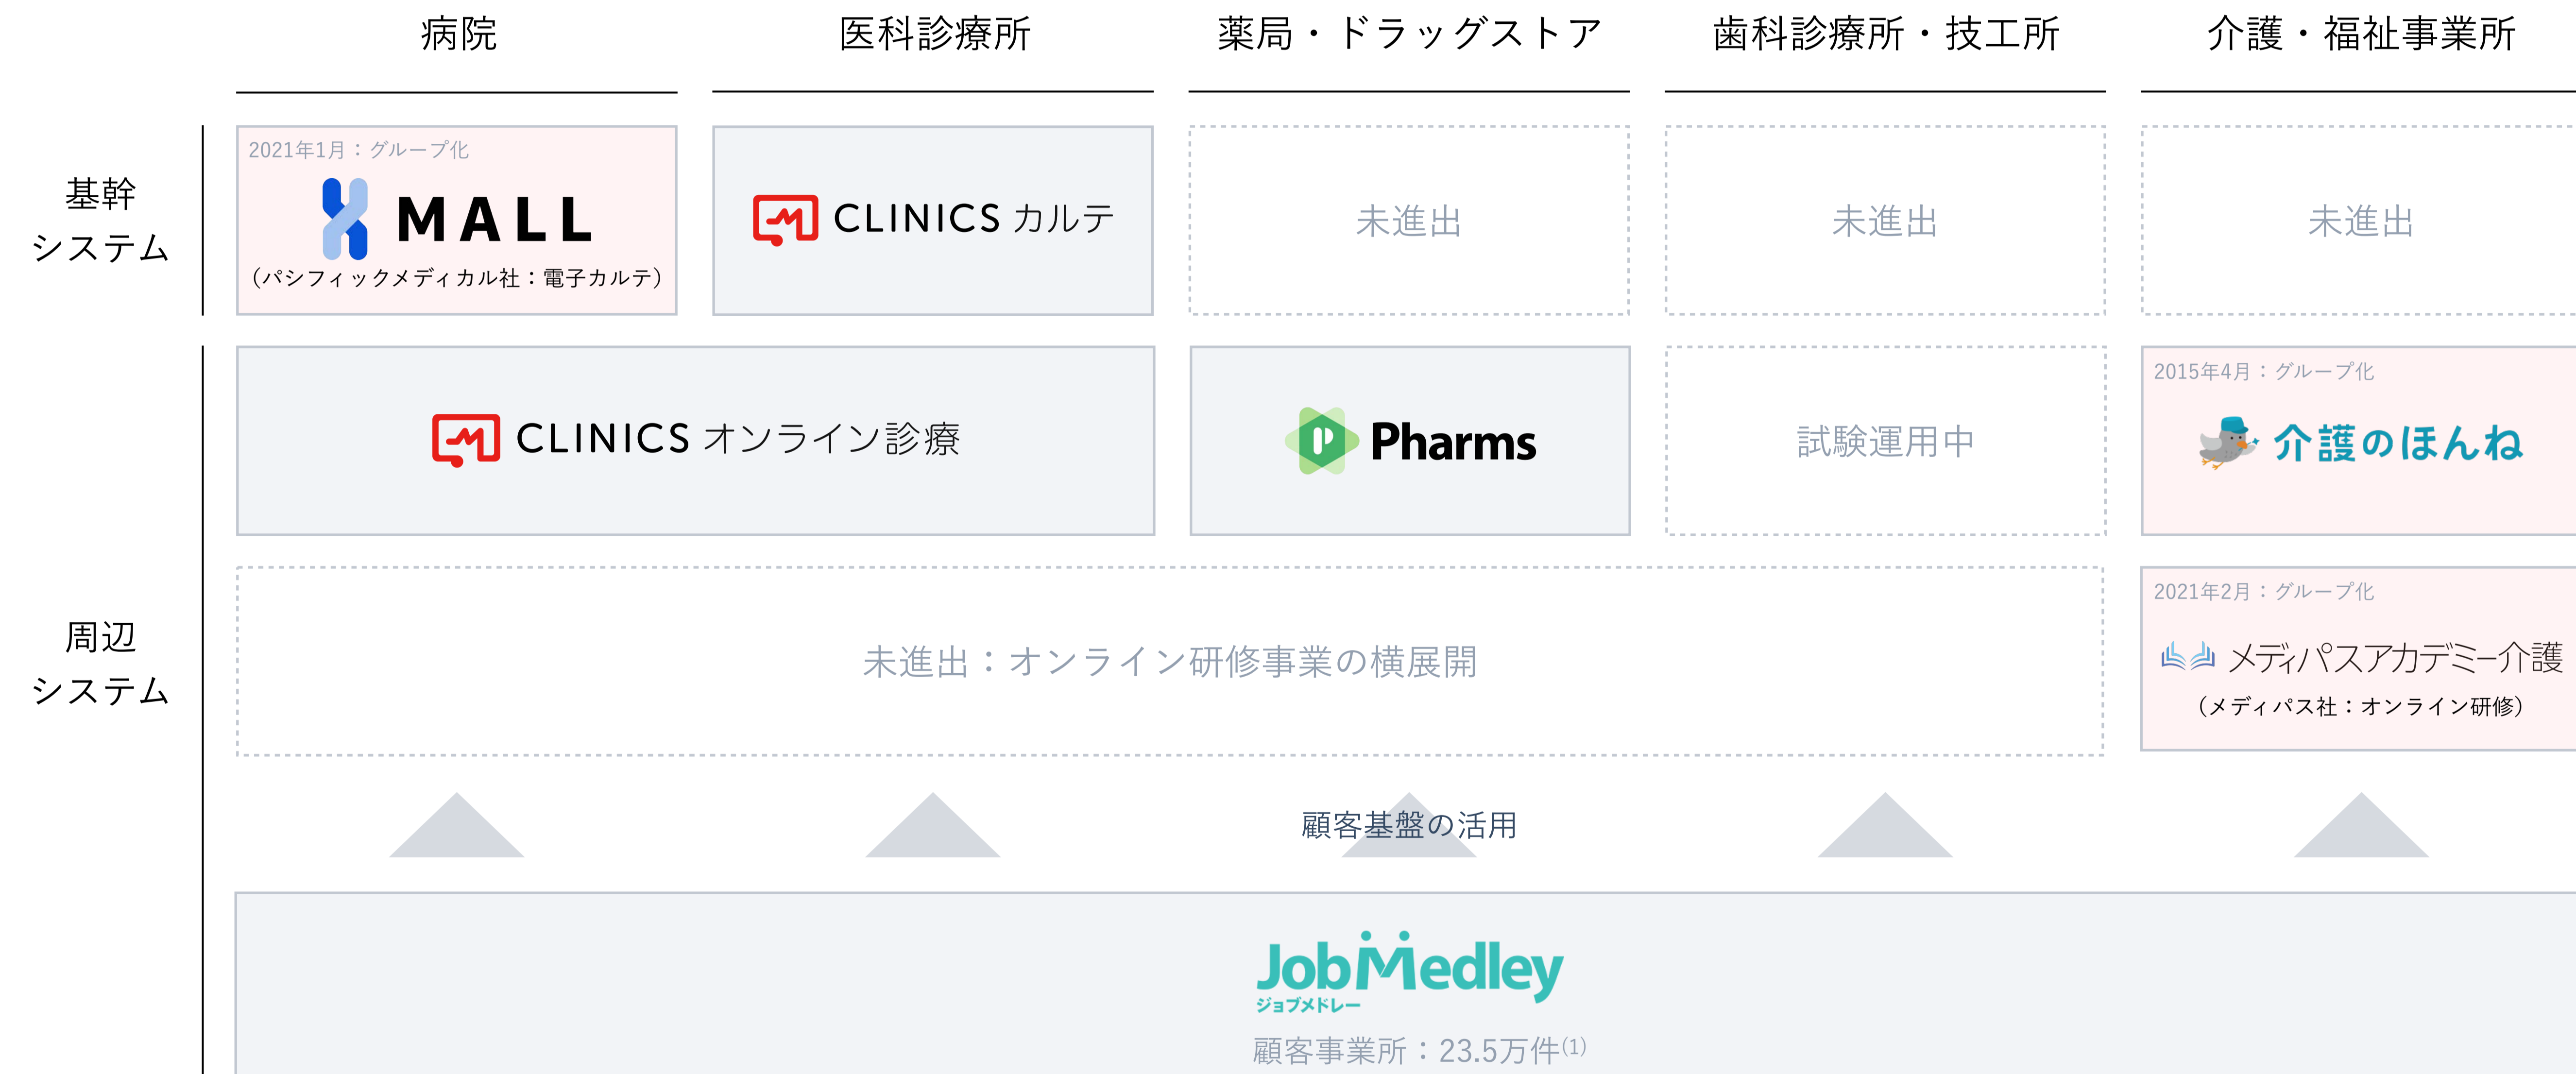 病院
医科診療所
薬局・ドラッグストア
歯科診療所・技工所
介護・福祉事業所
基幹
システム
2021年1月：グループ化
MALL
（パシフィックメディカル社：電子カルテ）
CLINICS カルテ
未進出
未進出
未進出
周辺
システム
CLINICS オンライン診療
Pharms
試験運用中
2015年4月：グループ化
介護のほんね
未進出：オンライン研修事業の横展開
2021年2月：グループ化
メディパスアカデミー介護
（メディパス社：オンライン研修）
顧客基盤の活用
JobMedley
ジョブメドレー
顧客事業所：23.5万件(1)